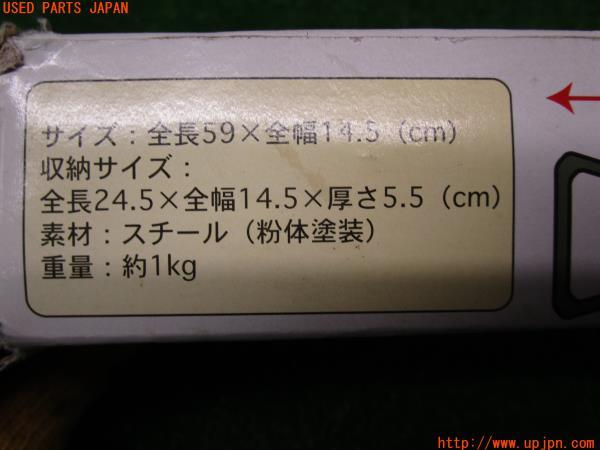 USED PARTS JAPAN
サイズ：全長59×全幅14.5（cm）
収納サイズ：
全長24.5×全幅14.5×厚さ5.5（cm）
素材：スチール（粉体塗装）
重量：約1kg
http://www.upjpn.com/